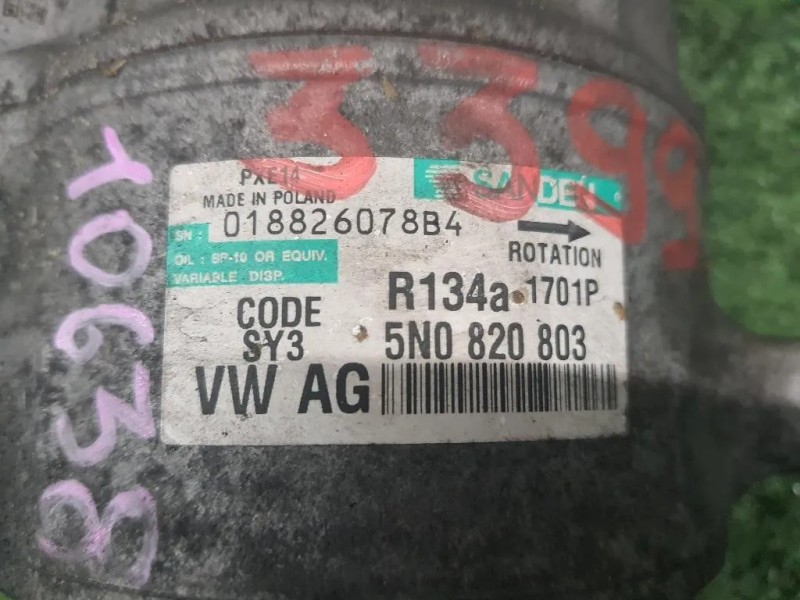 3399
10638
PXE14
SANDEN
MADE IN POLAND
SN : 018826078B4
ROTATION
OIL : SP-10 OR EQUIV.
VARIABLE DISP.
R134a 1701P
CODE
SY3
5N0 820 803
VW AG